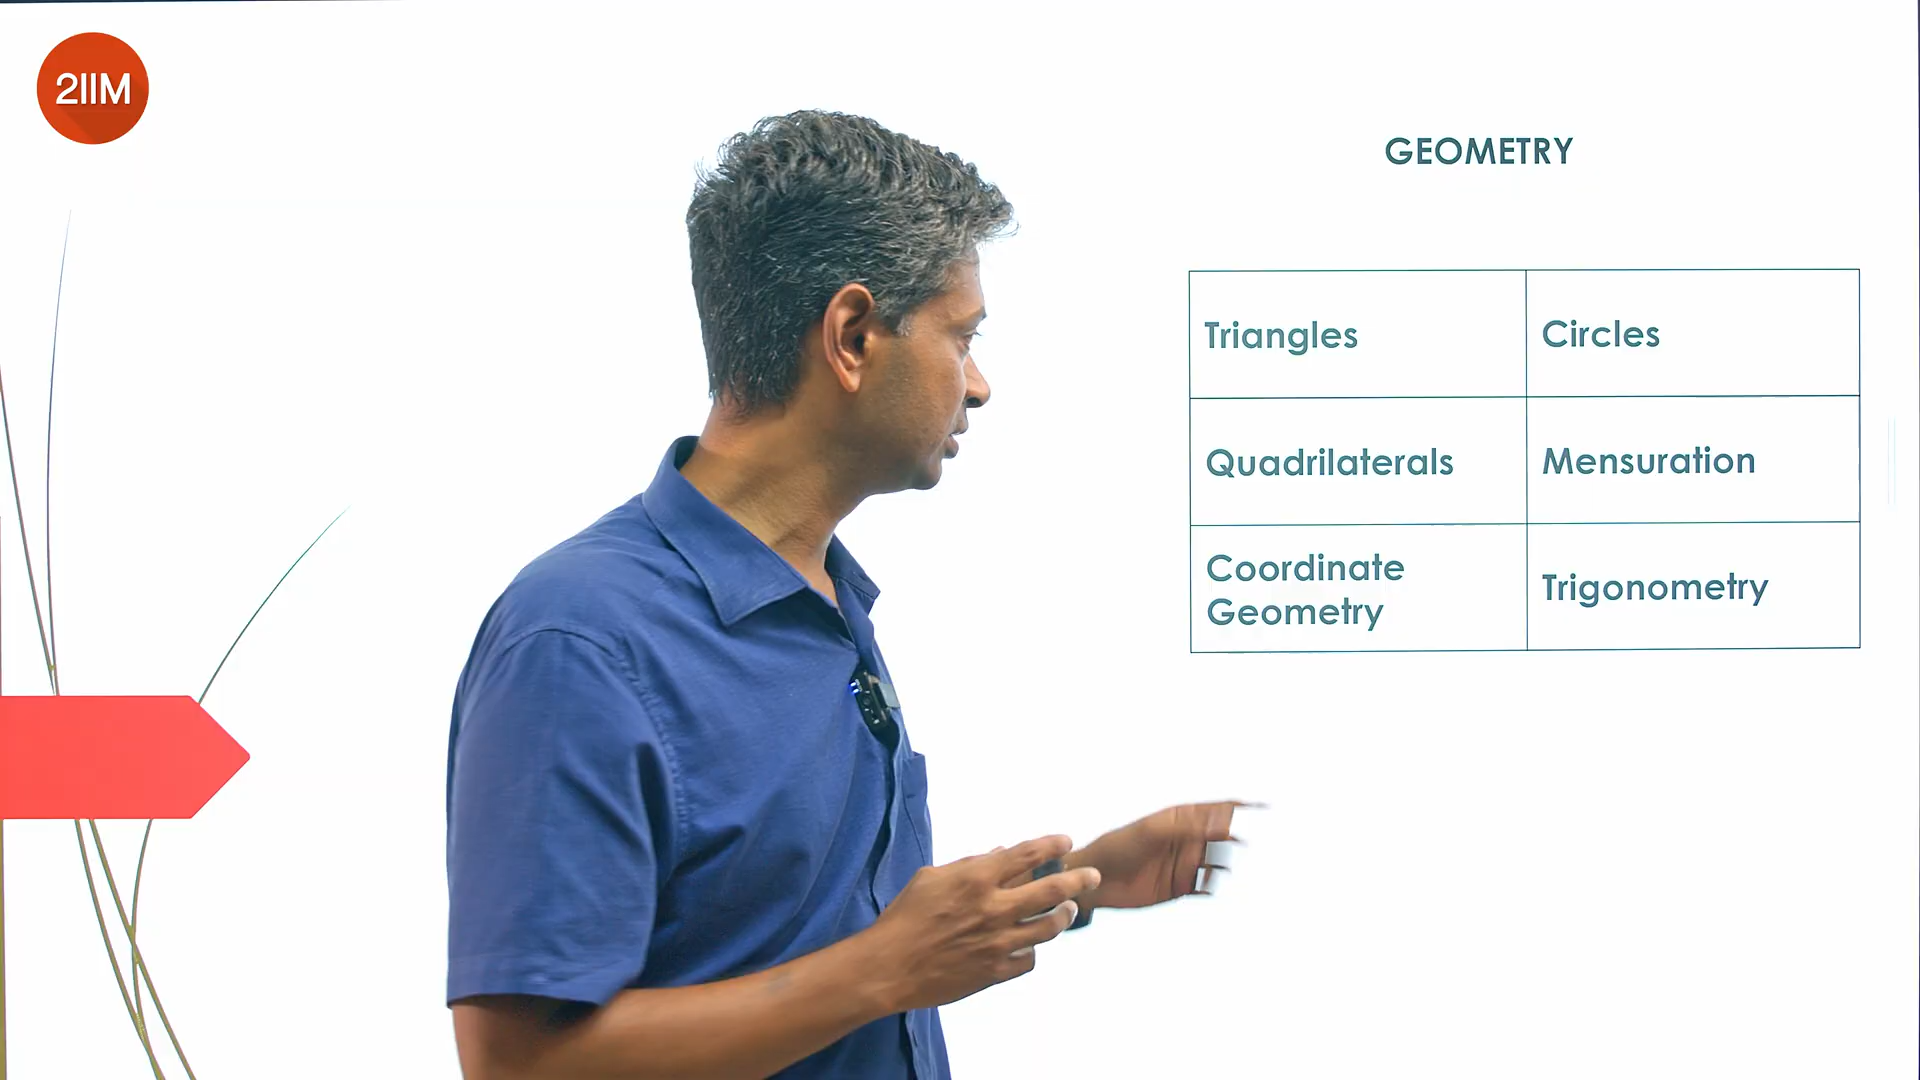 2IIM
GEOMETRY
Triangles
Circles
Quadrilaterals
Mensuration
Coordinate
Geometry
Trigonometry